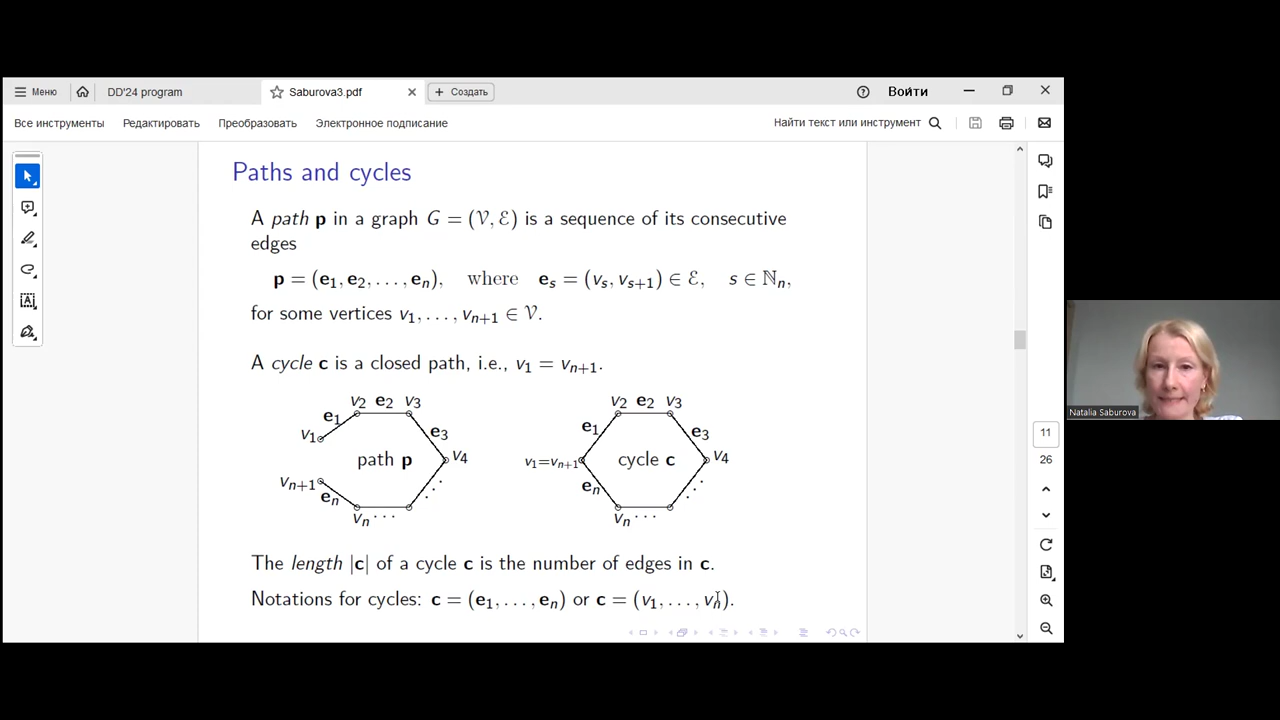 Меню DD'24 program Saburova3.pdf Создать Войти
Все инструменты Редактировать Преобразовать Электронное подписание Найти текст или инструмент
Paths and cycles
A path p in a graph G = (𝒱, ℰ) is a sequence of its consecutive
edges
p = (e₁, e₂, . . . , eₙ), where eₛ = (vₛ, vₛ₊₁) ∈ ℰ, s ∈ ℕₙ,
for some vertices v₁, . . . , vₙ₊₁ ∈ 𝒱.
A cycle c is a closed path, i.e., v₁ = vₙ₊₁.
v₂ e₂ v₃ v₂ e₂ v₃
e₁ e₁
v₁ e₃ e₃
path p v₄ v₁=vₙ₊₁ cycle c v₄
vₙ₊₁ eₙ eₙ
vₙ · · · vₙ · · ·
The length |c| of a cycle c is the number of edges in c.
Notations for cycles: c = (e₁, . . . , eₙ) or c = (v₁, . . . , vₙ).
Natalia Saburova
11
26